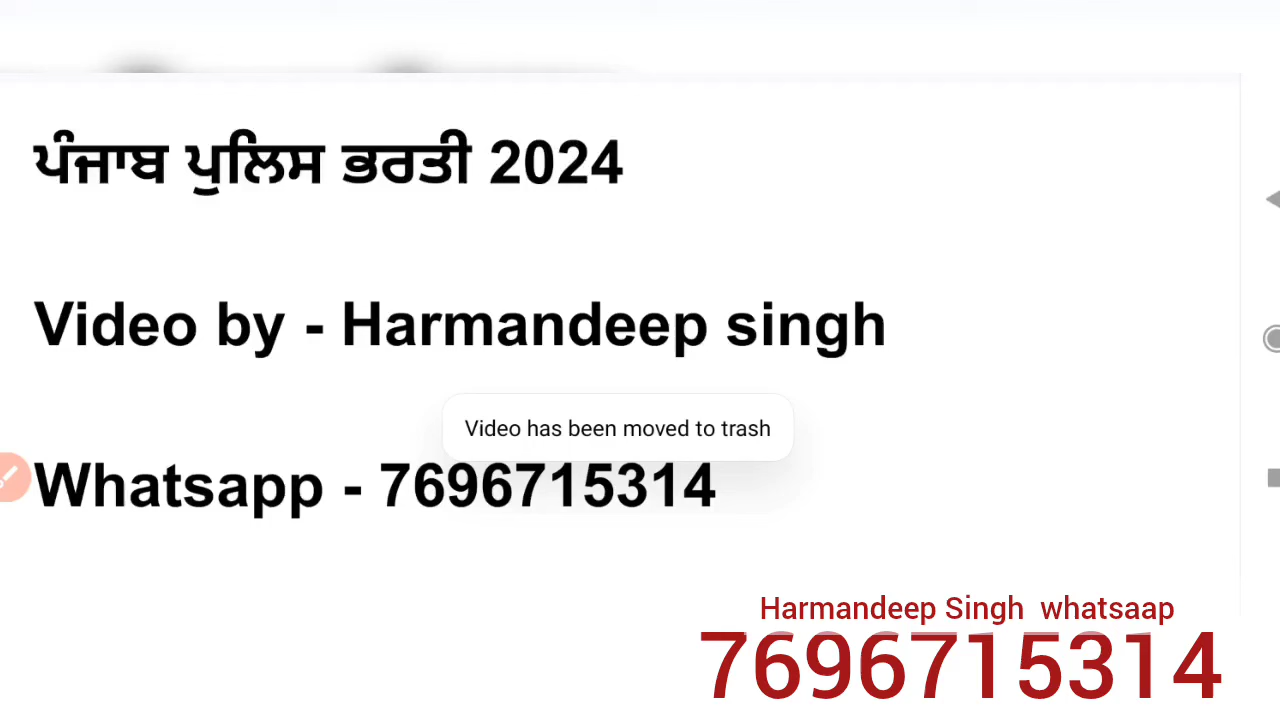 ਪੰਜਾਬ ਪੁਲਿਸ ਭਰਤੀ 2024
Video by - Harmandeep singh
Video has been moved to trash
Whatsapp - 7696715314
Harmandeep Singh whatsaap
7696715314